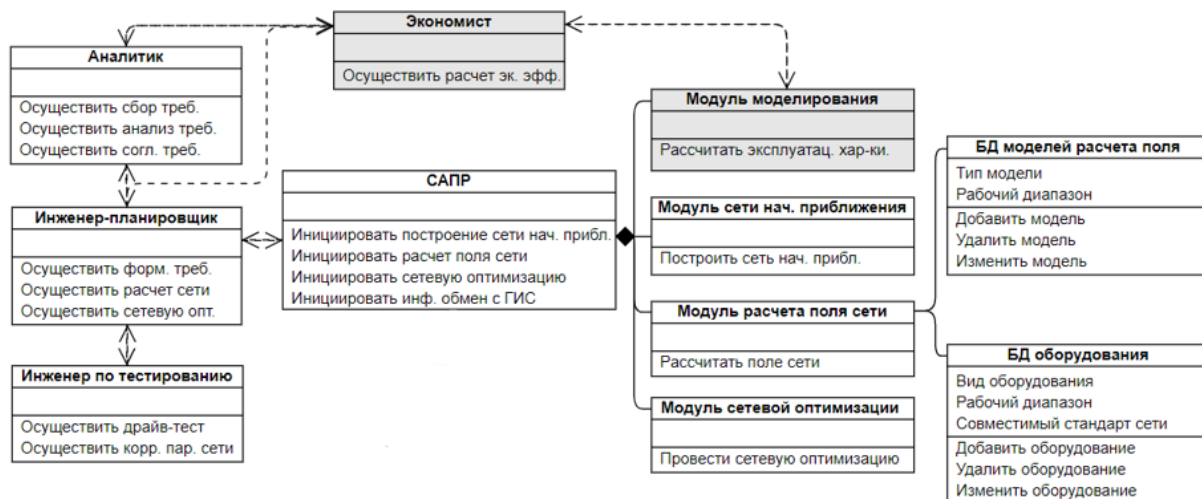 Экономист
Осуществить расчет эк. эфф.
Аналитик
Осуществить сбор треб.
Осуществить анализ треб.
Осуществить согл. треб.
Инженер-планировщик
Осуществить форм. треб.
Осуществить расчет сети
Осуществить сетевую опт.
Инженер по тестированию
Осуществить драйв-тест
Осуществить корр. пар. сети
САПР
Инициировать построение сети нач. прибл.
Инициировать расчет поля сети
Инициировать сетевую оптимизацию
Инициировать инф. обмен с ГИС
Модуль моделирования
Рассчитать эксплуатац. хар-ки.
Модуль сети нач. приближения
Построить сеть нач. прибл.
Модуль расчета поля сети
Рассчитать поле сети
Модуль сетевой оптимизации
Провести сетевую оптимизацию
БД моделей расчета поля
Тип модели
Рабочий диапазон
Добавить модель
Удалить модель
Изменить модель
БД оборудования
Вид оборудования
Рабочий диапазон
Совместимый стандарт сети
Добавить оборудование
Удалить оборудование
Изменить оборудование